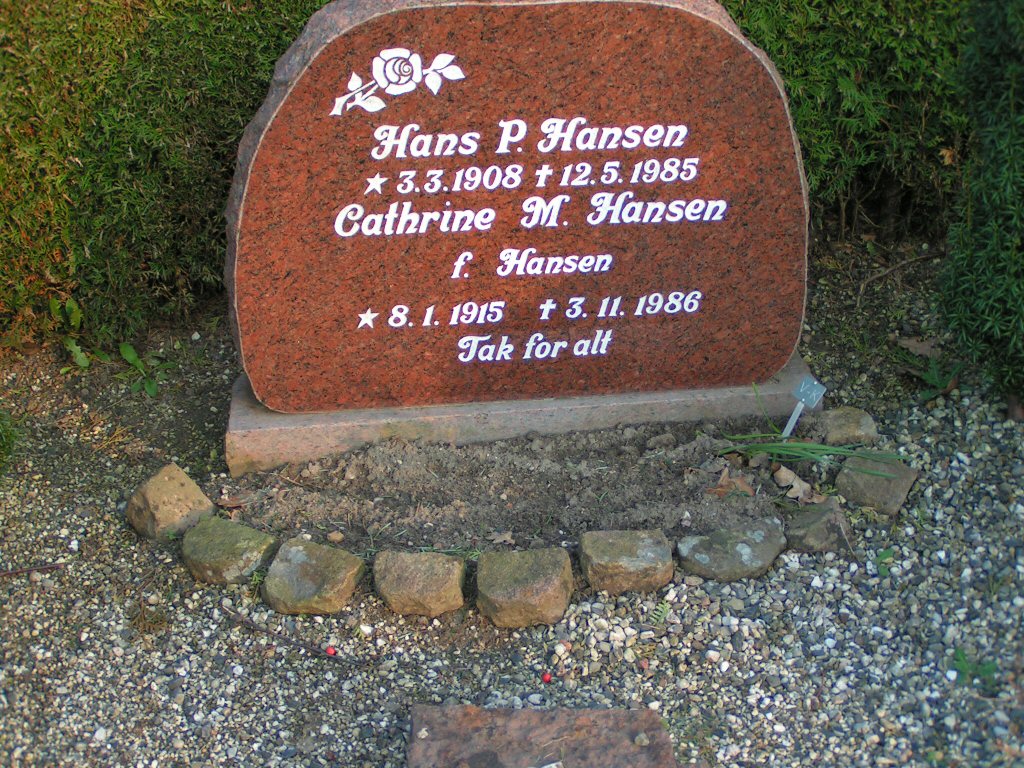 Hans P. Hansen
★ 3.3.1908 ✝ 12.5.1985
Cathrine M. Hansen
f. Hansen
★ 8.1.1915 ✝ 3.11.1986
Tak for alt